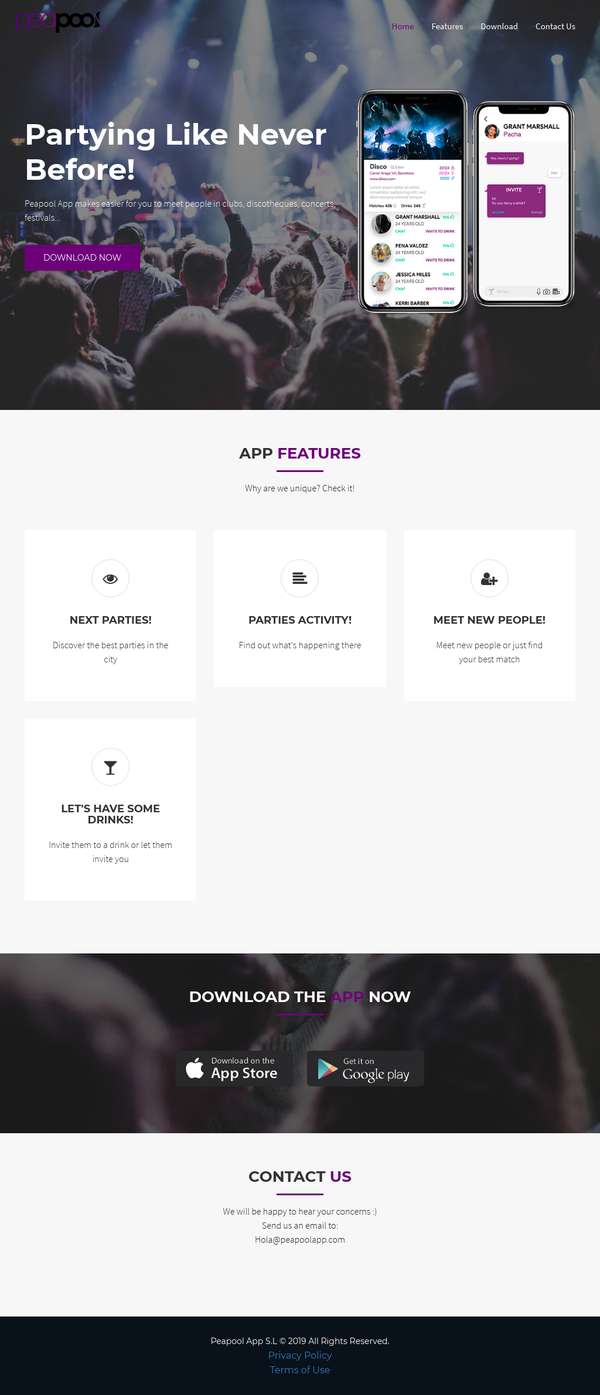 peapools
Home Features Download Contact Us
Partying Like Never
Before!
Peapool App makes easier for you to meet people in clubs, discotheques, concerts,
festivals...
DOWNLOAD NOW
Disco
GRANT MARSHALL
24 YEARS OLD
CHAT INVITE TO DRINK
PENA VALDEZ
24 YEARS OLD
CHAT INVITE TO DRINK
JESSICA MILES
24 YEARS OLD
CHAT INVITE TO DRINK
KERRI BARBER
GRANT MARSHALL
Pacha
INVITE
APP FEATURES
Why are we unique? Check it!
NEXT PARTIES!
Discover the best parties in the
city
PARTIES ACTIVITY!
Find out what's happening there
MEET NEW PEOPLE!
Meet new people or just find
your best match
LET'S HAVE SOME
DRINKS!
Invite them to a drink or let them
invite you
DOWNLOAD THE APP NOW
Download on the
App Store
Get it on
Google play
CONTACT US
We will be happy to hear your concerns :)
Send us an email to:
Hola@peapoolapp.com
Peapool App S.L © 2019 All Rights Reserved.
Privacy Policy
Terms of Use